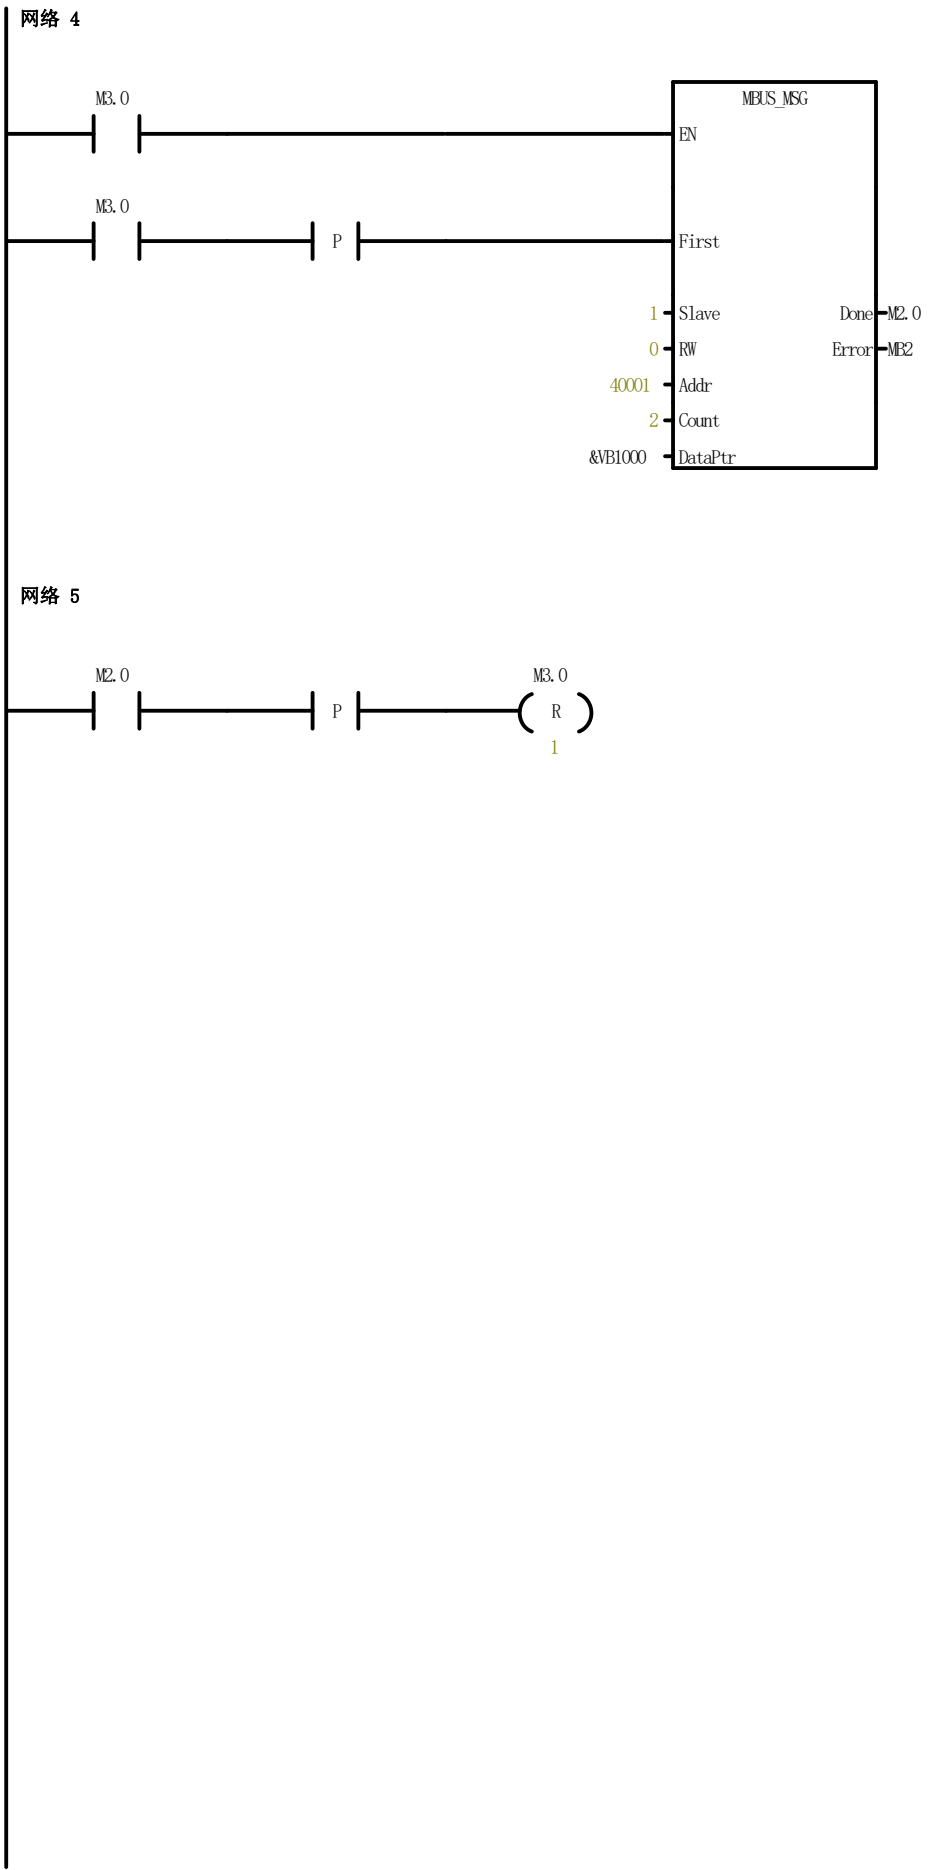 网络 4
M3.0
MBUS_MSG
EN
M3.0
P
First
1 Slave Done M2.0
0 RW Error MB2
40001 Addr
2 Count
&VB1000 DataPtr
网络 5
M2.0 M3.0
P R
1